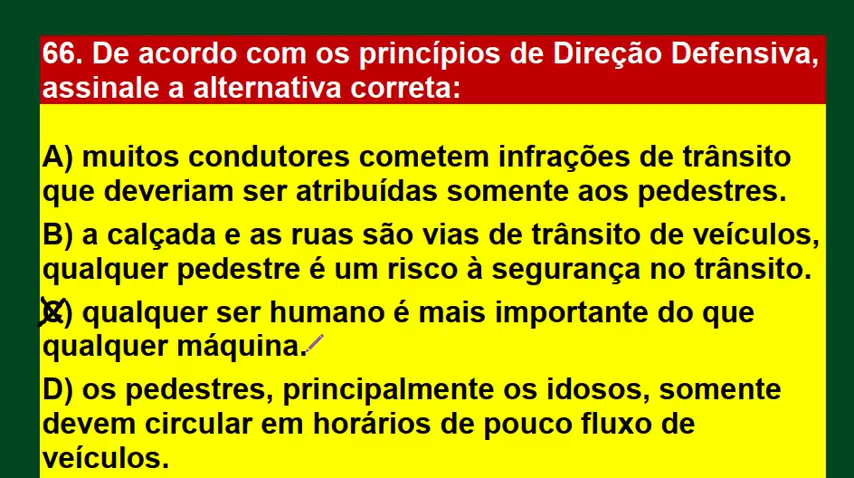 66. De acordo com os princípios de Direção Defensiva,
assinale a alternativa correta:
A) muitos condutores cometem infrações de trânsito
que deveriam ser atribuídas somente aos pedestres.
B) a calçada e as ruas são vias de trânsito de veículos,
qualquer pedestre é um risco à segurança no trânsito.
C) qualquer ser humano é mais importante do que
qualquer máquina.
D) os pedestres, principalmente os idosos, somente
devem circular em horários de pouco fluxo de
veículos.